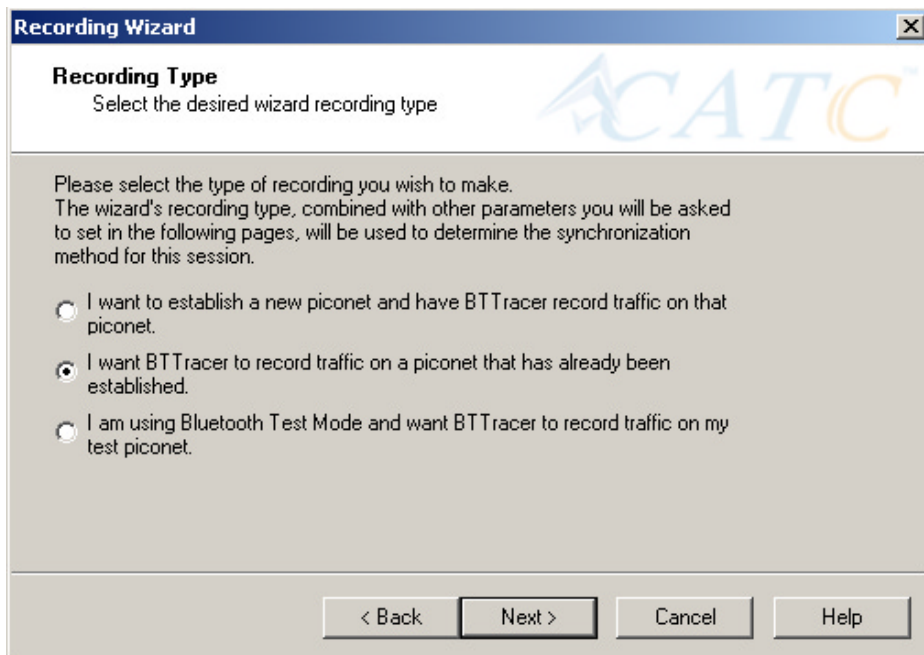 Recording Wizard
Recording Type
Select the desired wizard recording type
CATC
Please select the type of recording you wish to make.
The wizard's recording type, combined with other parameters you will be asked
to set in the following pages, will be used to determine the synchronization
method for this session.
I want to establish a new piconet and have BTTracer record traffic on that
piconet.
I want BTTracer to record traffic on a piconet that has already been
established.
I am using Bluetooth Test Mode and want BTTracer to record traffic on my
test piconet.
< Back
Next >
Cancel
Help